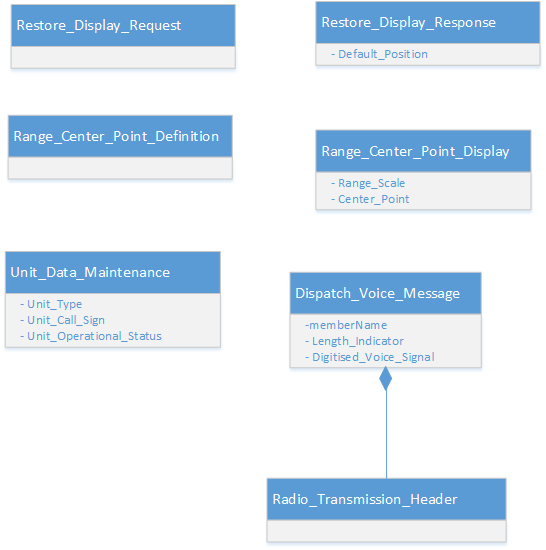 Restore_Display_Request
Restore_Display_Response
- Default_Position
Range_Center_Point_Definition
Range_Center_Point_Display
- Range_Scale
- Center_Point
Unit_Data_Maintenance
- Unit_Type
- Unit_Call_Sign
- Unit_Operational_Status
Dispatch_Voice_Message
-memberName
- Length_Indicator
- Digitised_Voice_Signal
Radio_Transmission_Header